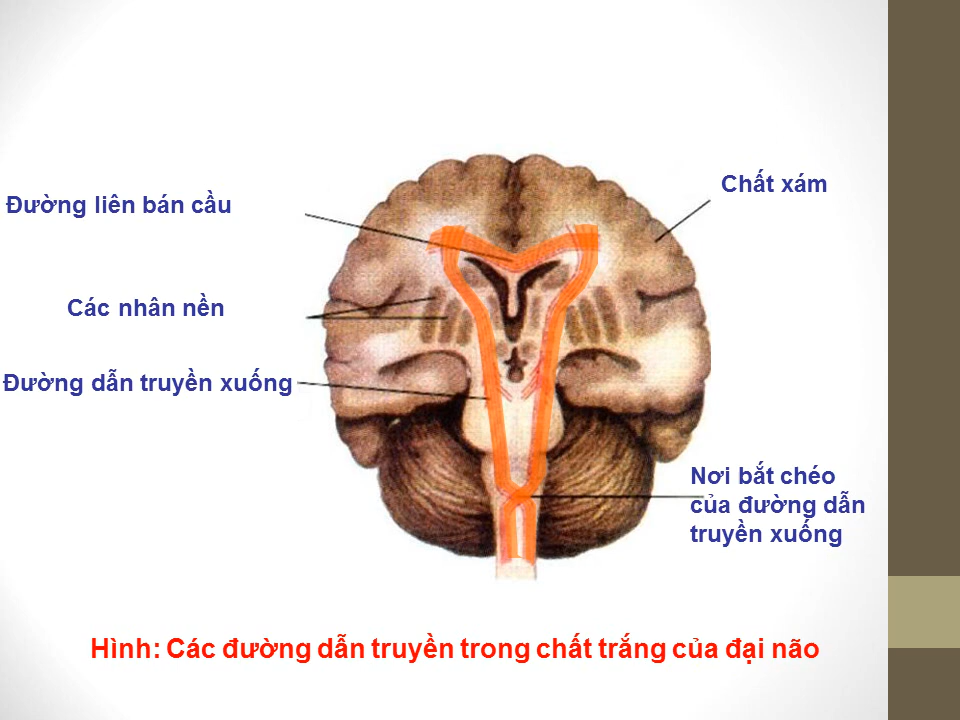 Chất xám
Đường liên bán cầu
Các nhân nền
Đường dẫn truyền xuống
Nơi bắt chéo
của đường dẫn
truyền xuống
Hình: Các đường dẫn truyền trong chất trắng của đại não